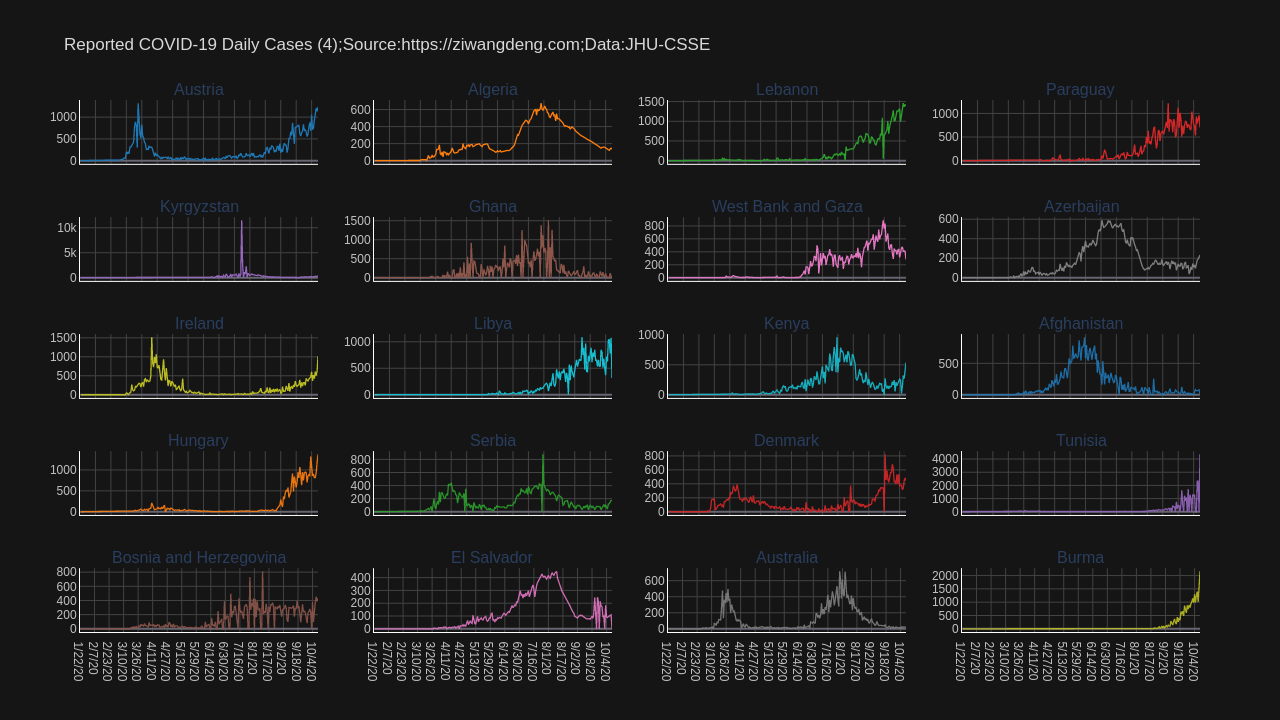 Reported COVID-19 Daily Cases (4);Source:https://ziwangdeng.com;Data:JHU-CSSE
Austria Algeria Lebanon Paraguay
1000 500 0
600 400 200 0
1500 1000 500 0
1000 500 0
Kyrgyzstan Ghana West Bank and Gaza Azerbaijan
10k 5k 0
1500 1000 500 0
800 600 400 200 0
600 400 200 0
Ireland Libya Kenya Afghanistan
1500 1000 500 0
1000 500 0
1000 500 0
500 0
Hungary Serbia Denmark Tunisia
1000 500 0
800 600 400 200 0
800 600 400 200 0
4000 3000 2000 1000 0
Bosnia and Herzegovina El Salvador Australia Burma
800 600 400 200 0
400 300 200 100 0
600 400 200 0
2000 1500 1000 500 0
1/22/20 2/7/20 2/23/20 3/10/20 3/26/20 4/11/20 4/27/20 5/13/20 5/29/20 6/14/20 6/30/20 7/16/20 8/1/20 8/17/20 9/2/20 9/18/20 10/4/20
1/22/20 2/7/20 2/23/20 3/10/20 3/26/20 4/11/20 4/27/20 5/13/20 5/29/20 6/14/20 6/30/20 7/16/20 8/1/20 8/17/20 9/2/20 9/18/20 10/4/20
1/22/20 2/7/20 2/23/20 3/10/20 3/26/20 4/11/20 4/27/20 5/13/20 5/29/20 6/14/20 6/30/20 7/16/20 8/1/20 8/17/20 9/2/20 9/18/20 10/4/20
1/22/20 2/7/20 2/23/20 3/10/20 3/26/20 4/11/20 4/27/20 5/13/20 5/29/20 6/14/20 6/30/20 7/16/20 8/1/20 8/17/20 9/2/20 9/18/20 10/4/20